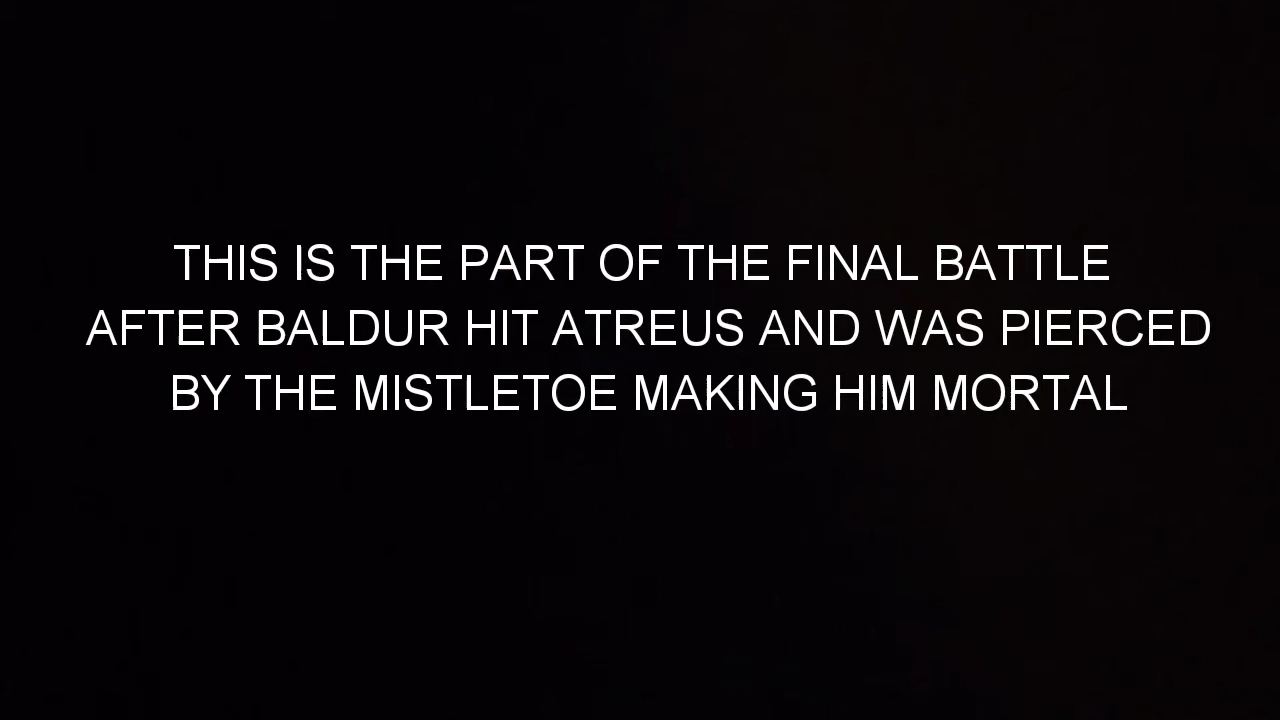 THIS IS THE PART OF THE FINAL BATTLE
AFTER BALDUR HIT ATREUS AND WAS PIERCED
BY THE MISTLETOE MAKING HIM MORTAL